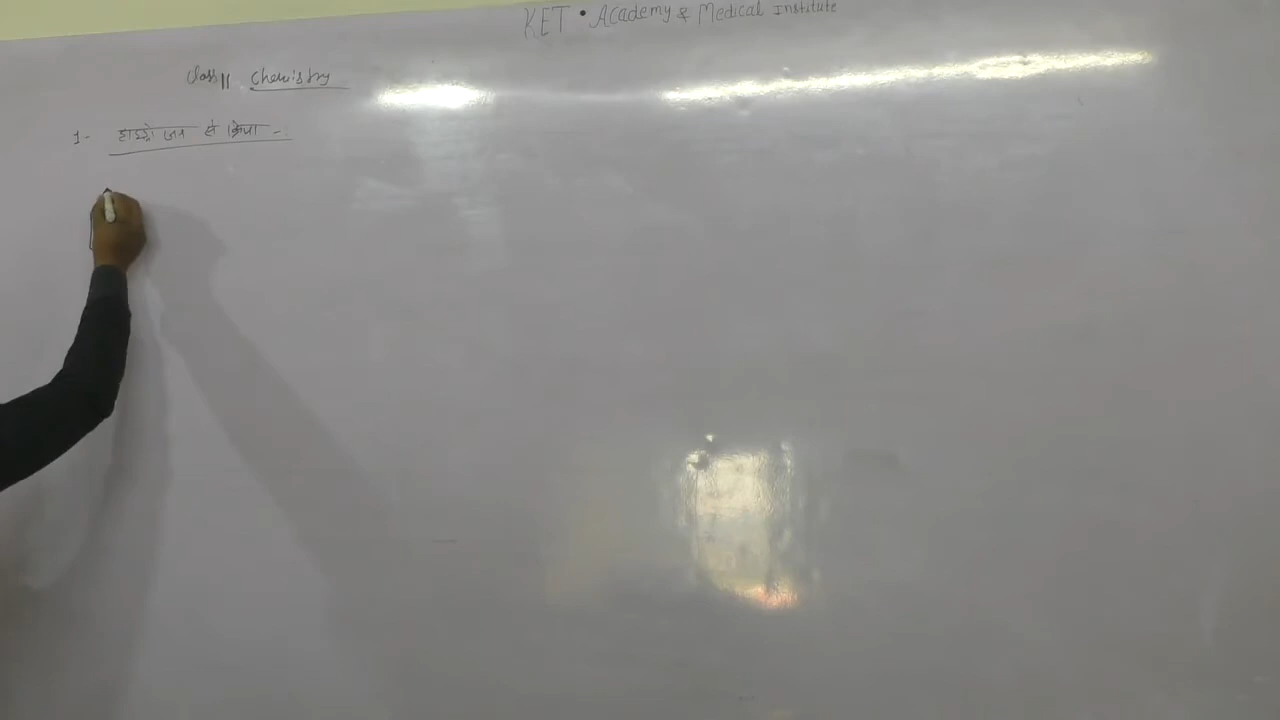 KET • Academy & Medical Institute
Class 11 Chemistry
1- हाइड्रोजन से क्रिया -: